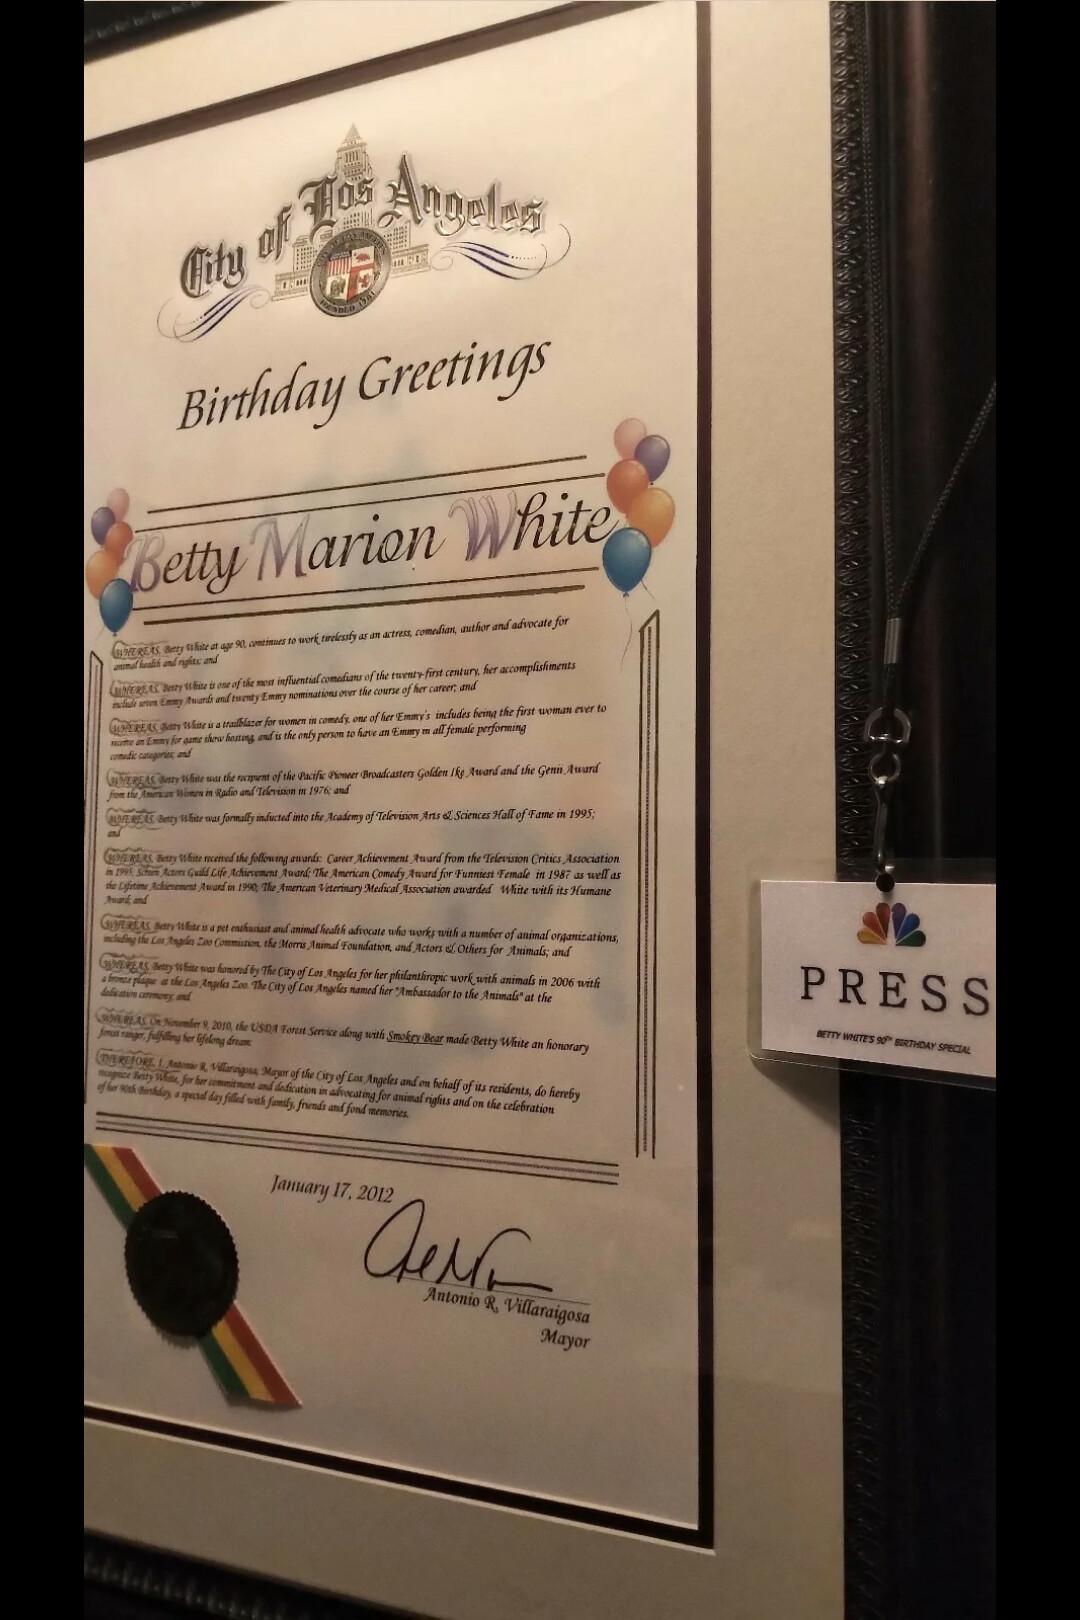 City of Los Angeles
FOUNDED 1781
Birthday Greetings
Betty Marion White
WHEREAS, Betty White at age 90, continues to work tirelessly as an actress, comedian, author and advocate for
animal health and rights; and
WHEREAS, Betty White is one of the most influential comedians of the twenty-first century, her accomplishments
include seven Emmy Awards and twenty Emmy nominations over the course of her career; and
WHEREAS, Betty White is a trailblazer for women in comedy, one of her Emmy's includes being the first woman ever to
receive an Emmy for game show hosting, and is the only person to have an Emmy in all female performing
comedic categories; and
WHEREAS, Betty White was the recipient of the Pacific Pioneer Broadcasters Golden Ike Award and the Genii Award
from the American Women in Radio and Television in 1976; and
WHEREAS, Betty White was formally inducted into the Academy of Television Arts & Sciences Hall of Fame in 1995;
and
WHEREAS, Betty White received the following awards: Career Achievement Award from the Television Critics Association
in 1995, Screen Actors Guild Life Achievement Award; The American Comedy Award for Funniest Female in 1987 as well as
the Lifetime Achievement Award in 1990; The American Veterinary Medical Association awarded White with its Humane
Award; and
WHEREAS, Betty White is a pet enthusiast and animal health advocate who works with a number of animal organizations,
including the Los Angeles Zoo Commission, the Morris Animal Foundation, and Actors & Others for Animals; and
WHEREAS, Betty White was honored by The City of Los Angeles for her philanthropic work with animals in 2006 with
a bronze plaque at the Los Angeles Zoo. The City of Los Angeles named her "Ambassador to the Animals" at the
dedication ceremony; and
WHEREAS, On November 9, 2010, the USDA Forest Service along with Smokey Bear made Betty White an honorary
forest ranger, fulfilling her lifelong dream:
THEREFORE, I, Antonio R. Villaraigosa, Mayor of the City of Los Angeles and on behalf of its residents, do hereby
recognize Betty White, for her commitment and dedication in advocating for animal rights and on the celebration
of her 90th Birthday, a special day filled with family, friends and fond memories.
January 17, 2012
Antonio R. Villaraigosa
Mayor
PRESS
BETTY WHITE'S 90TH BIRTHDAY SPECIAL